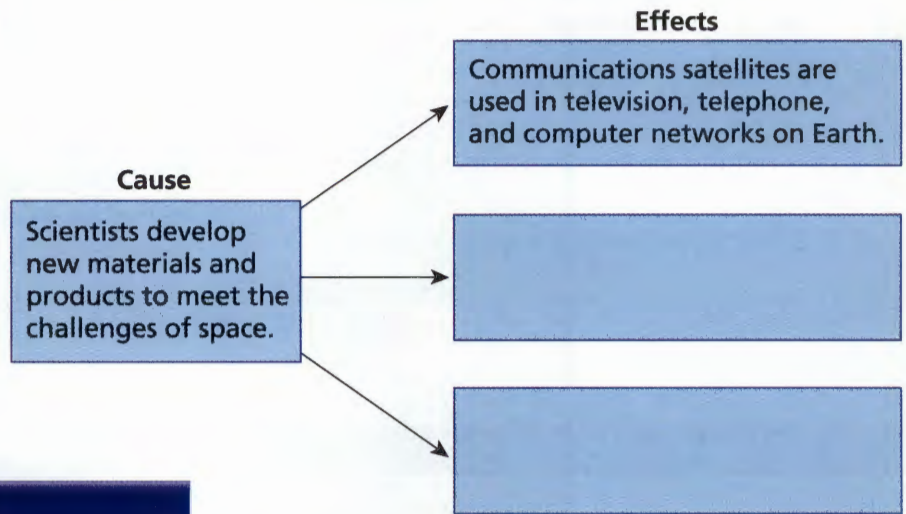 Effects
Communications satellites are
used in television, telephone,
and computer networks on Earth.
Cause
Scientists develop
new materials and
products to meet the
challenges of space.